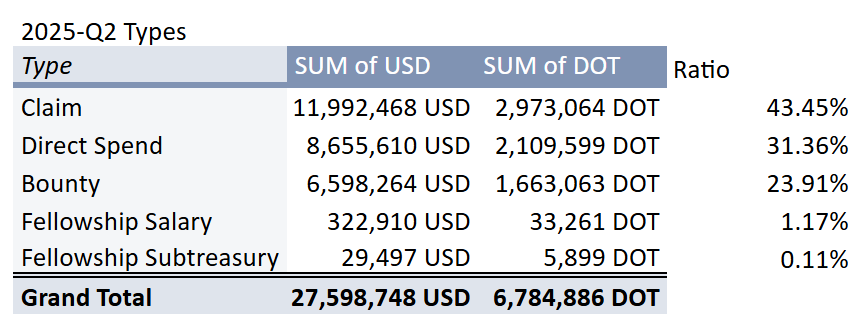 2025-Q2 Types
Type SUM of USD SUM of DOT Ratio
Claim 11,992,468 USD 2,973,064 DOT 43.45%
Direct Spend 8,655,610 USD 2,109,599 DOT 31.36%
Bounty 6,598,264 USD 1,663,063 DOT 23.91%
Fellowship Salary 322,910 USD 33,261 DOT 1.17%
Fellowship Subtreasury 29,497 USD 5,899 DOT 0.11%
Grand Total 27,598,748 USD 6,784,886 DOT